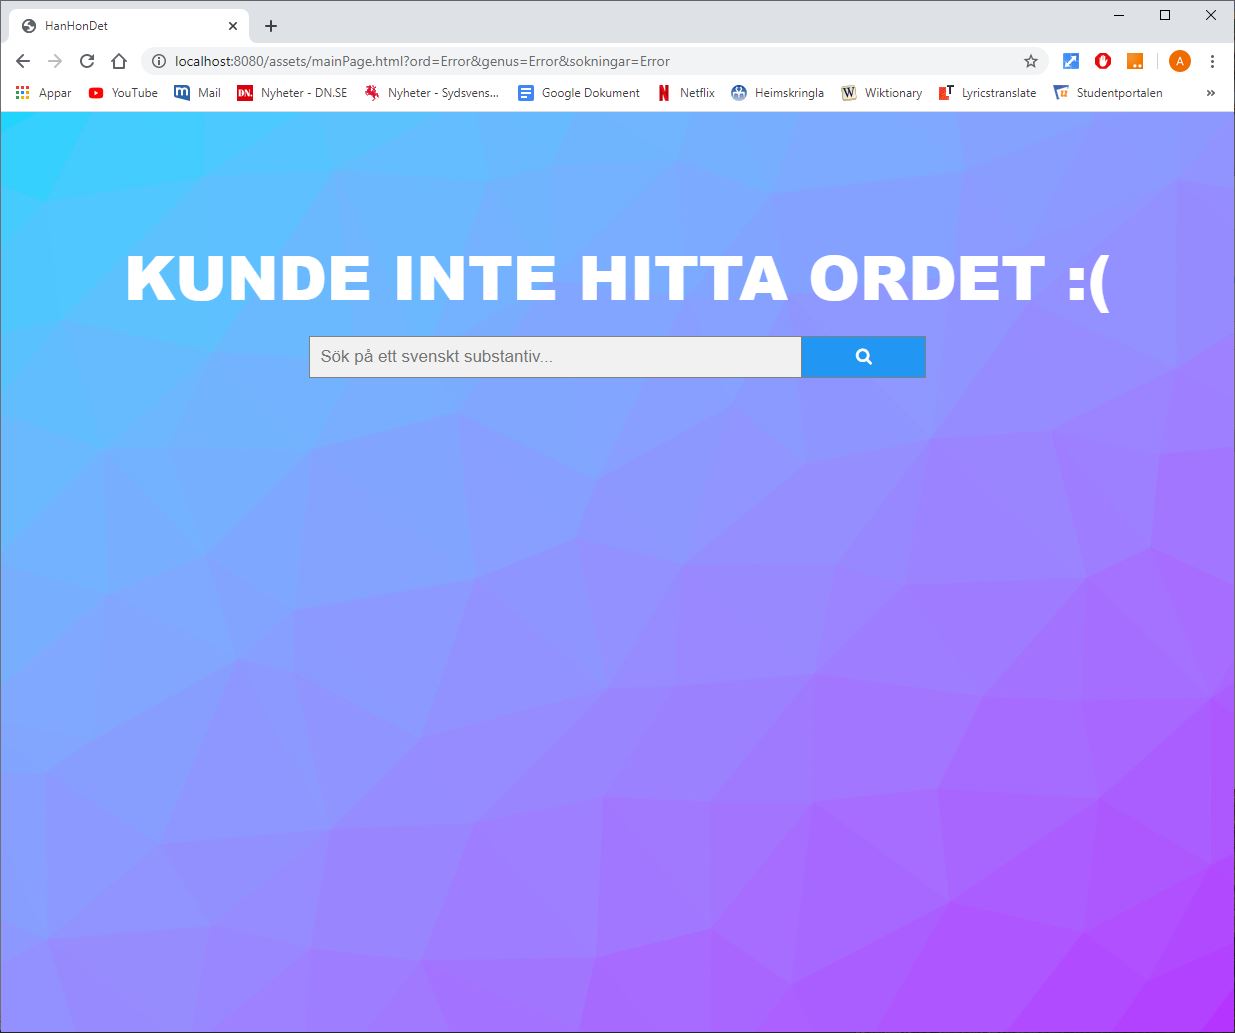 HanHonDet
localhost:8080/assets/mainPage.html?ord=Error&genus=Error&sokningar=Error
A
Appar YouTube Mail Nyheter - DN.SE Nyheter - Sydsvens... Google Dokument Netflix Heimskringla Wiktionary Lyricstranslate Studentportalen »
KUNDE INTE HITTA ORDET :(
Sök på ett svenskt substantiv...